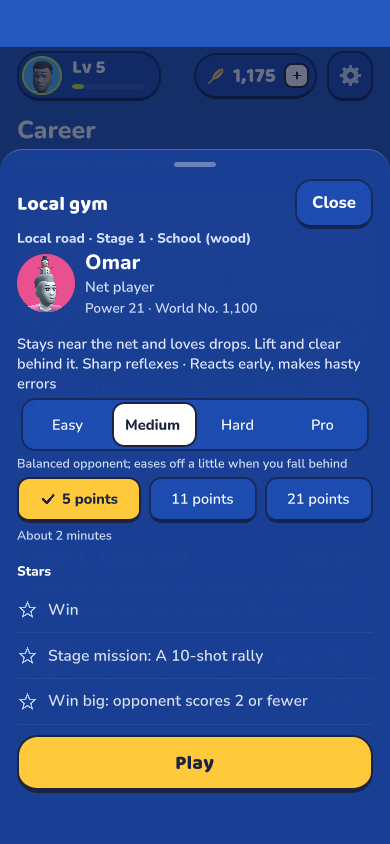 Lv 5
1,175
+
Career
Local gym
Close
Local road · Stage 1 · School (wood)
Omar
Net player
Power 21 · World No. 1,100
Stays near the net and loves drops. Lift and clear
behind it. Sharp reflexes · Reacts early, makes hasty
errors
Easy
Medium
Hard
Pro
Balanced opponent; eases off a little when you fall behind
5 points
11 points
21 points
About 2 minutes
Stars
Win
Stage mission: A 10-shot rally
Win big: opponent scores 2 or fewer
Play